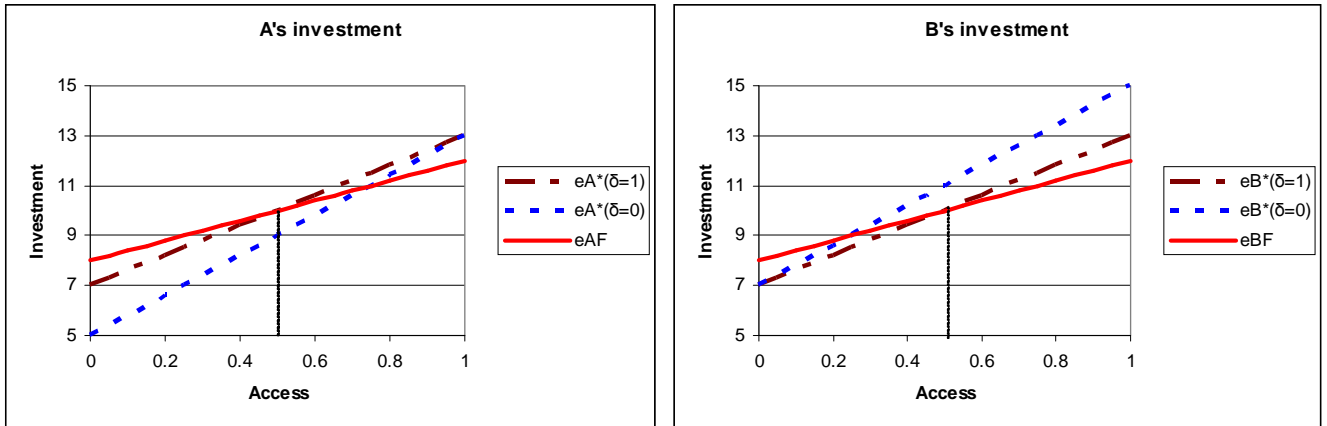 A's investment
Investment
15
13
11
9
7
5
0
0.2
0.4
0.6
0.8
1
Access
eA*(δ=1)
eA*(δ=0)
eAF
B's investment
Investment
15
13
11
9
7
5
0
0.2
0.4
0.6
0.8
1
Access
eB*(δ=1)
eB*(δ=0)
eBF